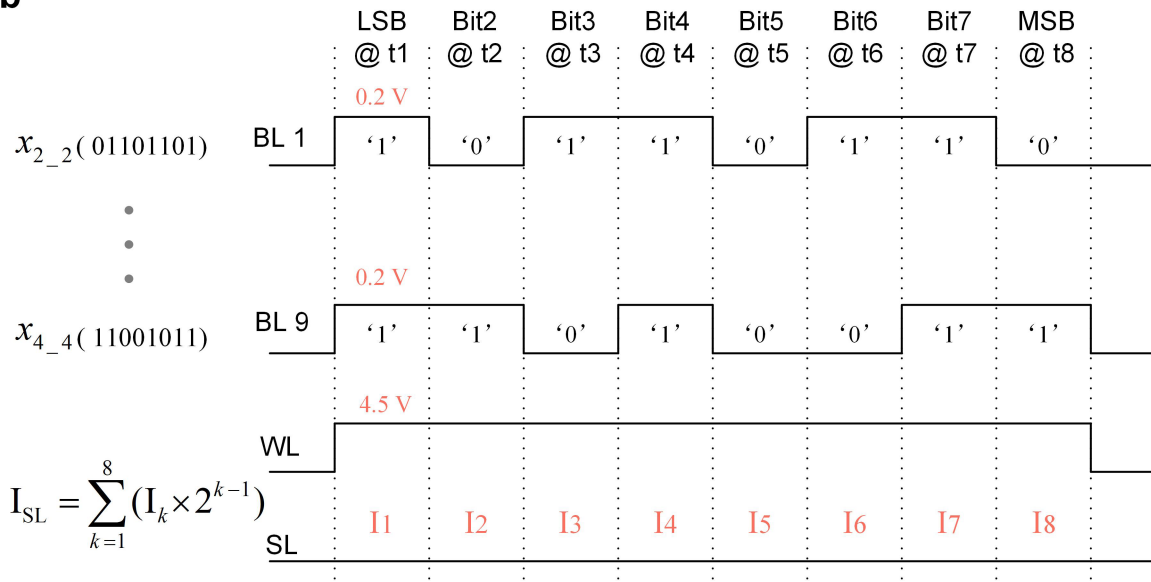 b
LSB Bit2 Bit3 Bit4 Bit5 Bit6 Bit7 MSB
@ t1 @ t2 @ t3 @ t4 @ t5 @ t6 @ t7 @ t8
0.2 V
x2_2(01101101) BL 1 ‘1’ ‘0’ ‘1’ ‘1’ ‘0’ ‘1’ ‘1’ ‘0’
0.2 V
x4_4(11001011) BL 9 ‘1’ ‘1’ ‘0’ ‘1’ ‘0’ ‘0’ ‘1’ ‘1’
4.5 V
WL
I_SL = ∑_{k=1}^{8} (I_k × 2^{k−1})
I1 I2 I3 I4 I5 I6 I7 I8
SL